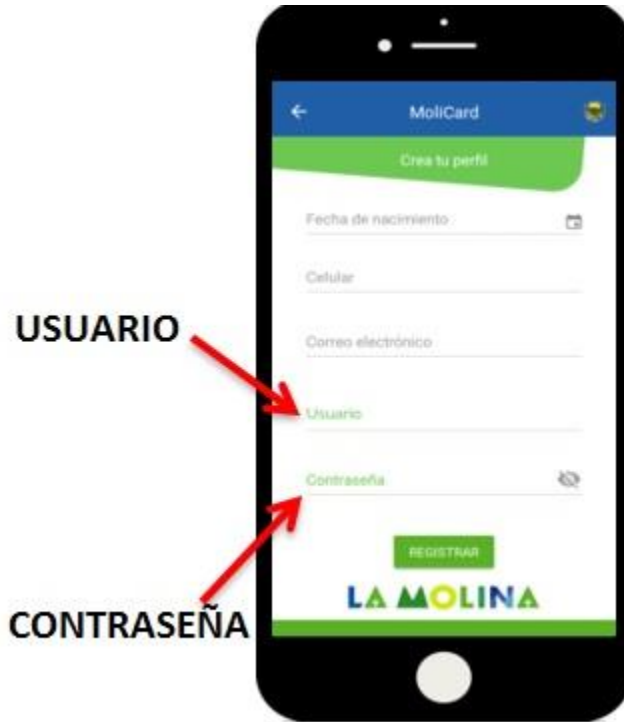 MoliCard
Crea tu perfil
Fecha de nacimiento
Celular
Correo electrónico
USUARIO
Usuario
Contraseña
REGISTRAR
LA MOLINA
CONTRASEÑA